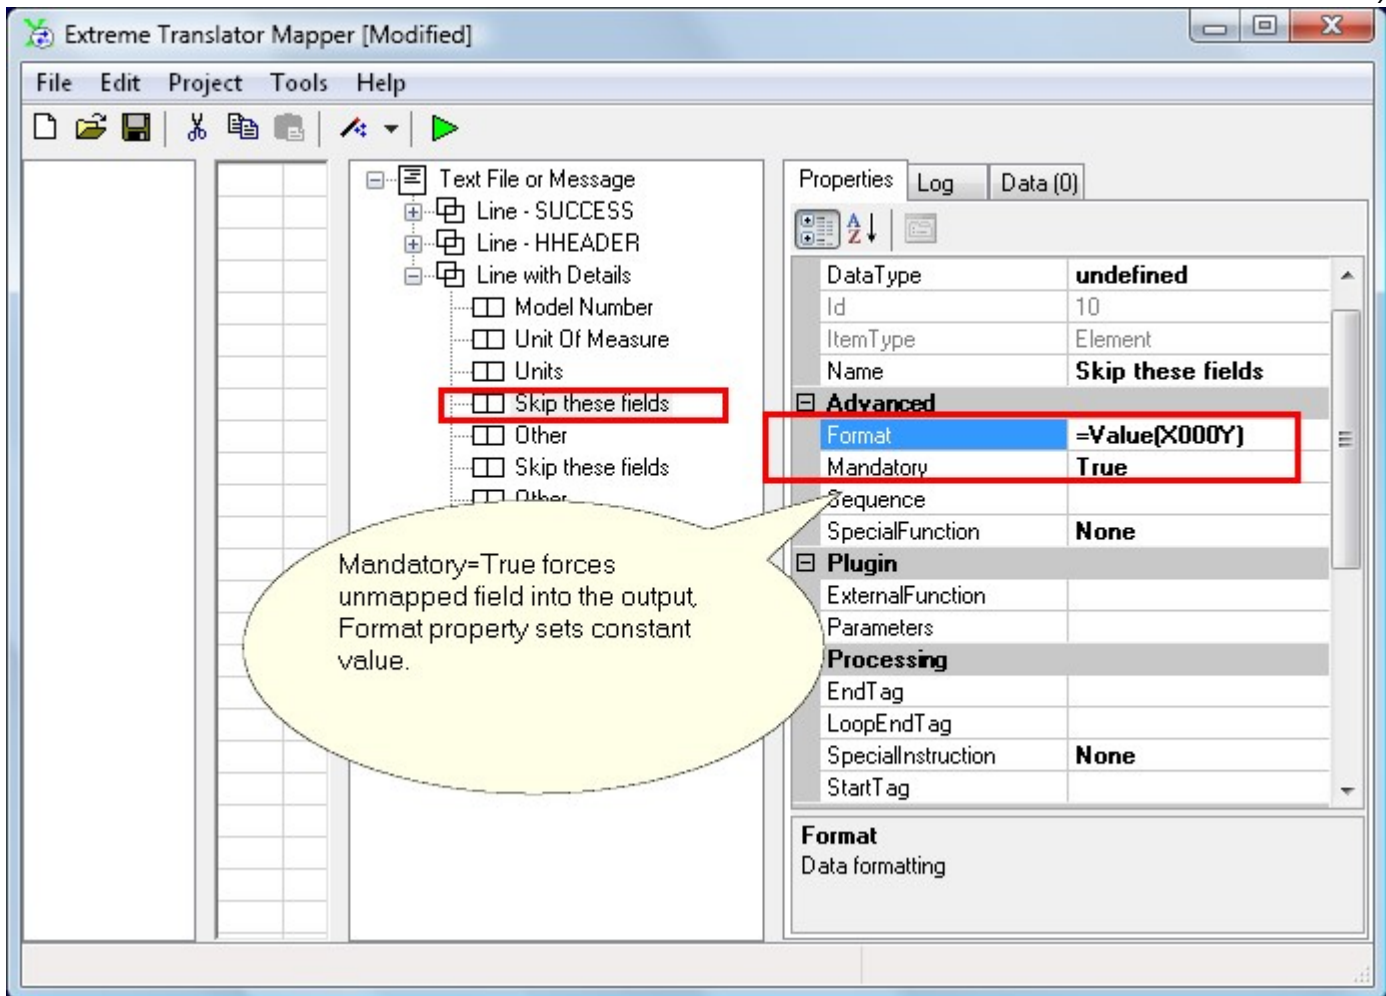 Extreme Translator Mapper [Modified]
File Edit Project Tools Help
Text File or Message
Line - SUCCESS
Line - HHEADER
Line with Details
Model Number
Unit Of Measure
Units
Skip these fields
Other
Skip these fields
Other
Mandatory=True forces
unmapped field into the output,
Format property sets constant
value.
Properties Log Data (0)
DataType undefined
Id 10
ItemType Element
Name Skip these fields
Advanced
Format =Value(X000Y)
Mandatory True
Sequence
SpecialFunction None
Plugin
ExternalFunction
Parameters
Processing
EndTag
LoopEndTag
SpecialInstruction None
StartTag
Format
Data formatting